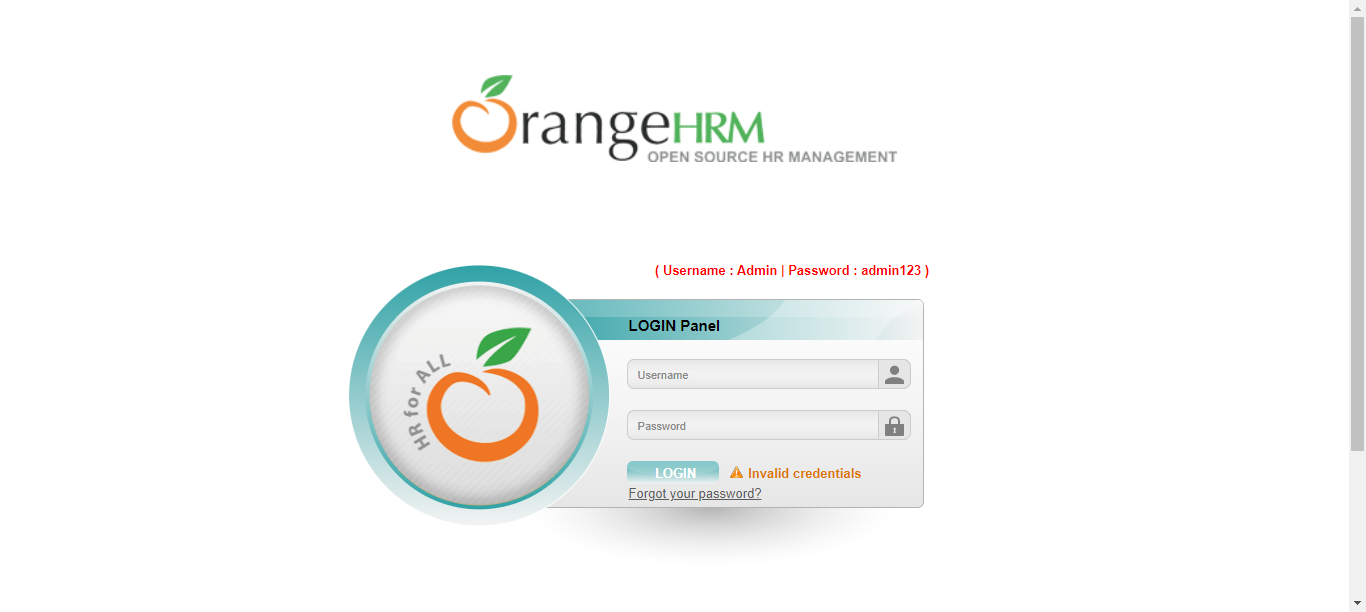 OrangeHRM
OPEN SOURCE HR MANAGEMENT
( Username : Admin | Password : admin123 )
HR for ALL
LOGIN Panel
Username
Password
LOGIN
Invalid credentials
Forgot your password?